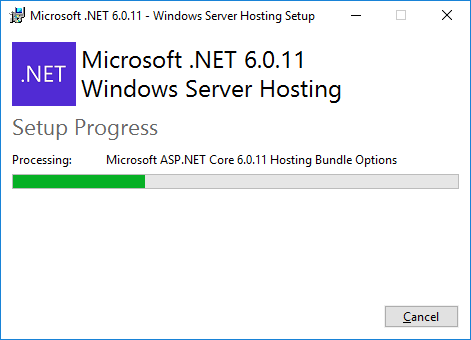 Microsoft .NET 6.0.11 - Windows Server Hosting Setup
.NET
Microsoft .NET 6.0.11
Windows Server Hosting
Setup Progress
Processing: Microsoft ASP.NET Core 6.0.11 Hosting Bundle Options
Cancel